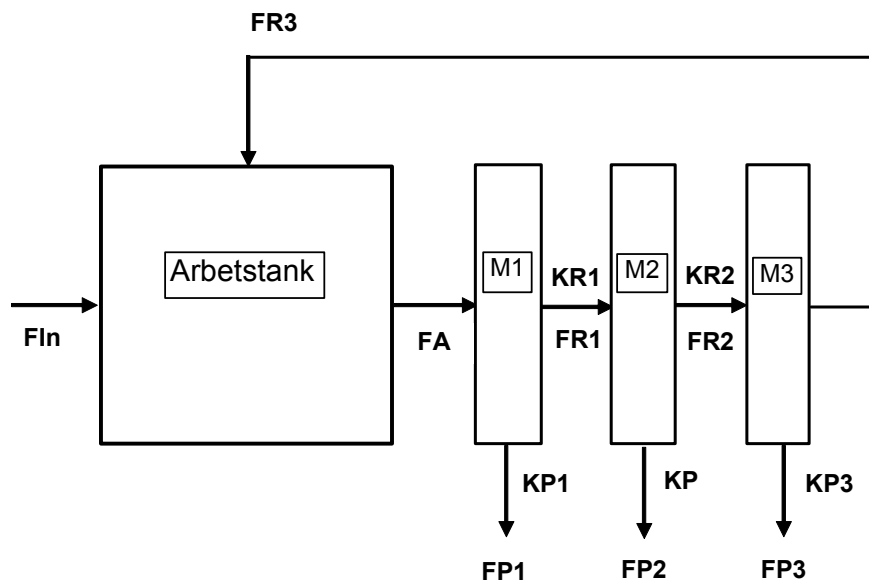 FR3
Arbetstank
M1
KR1
M2
KR2
M3
FIn
FA
FR1
FR2
KP1
KP
KP3
FP1
FP2
FP3